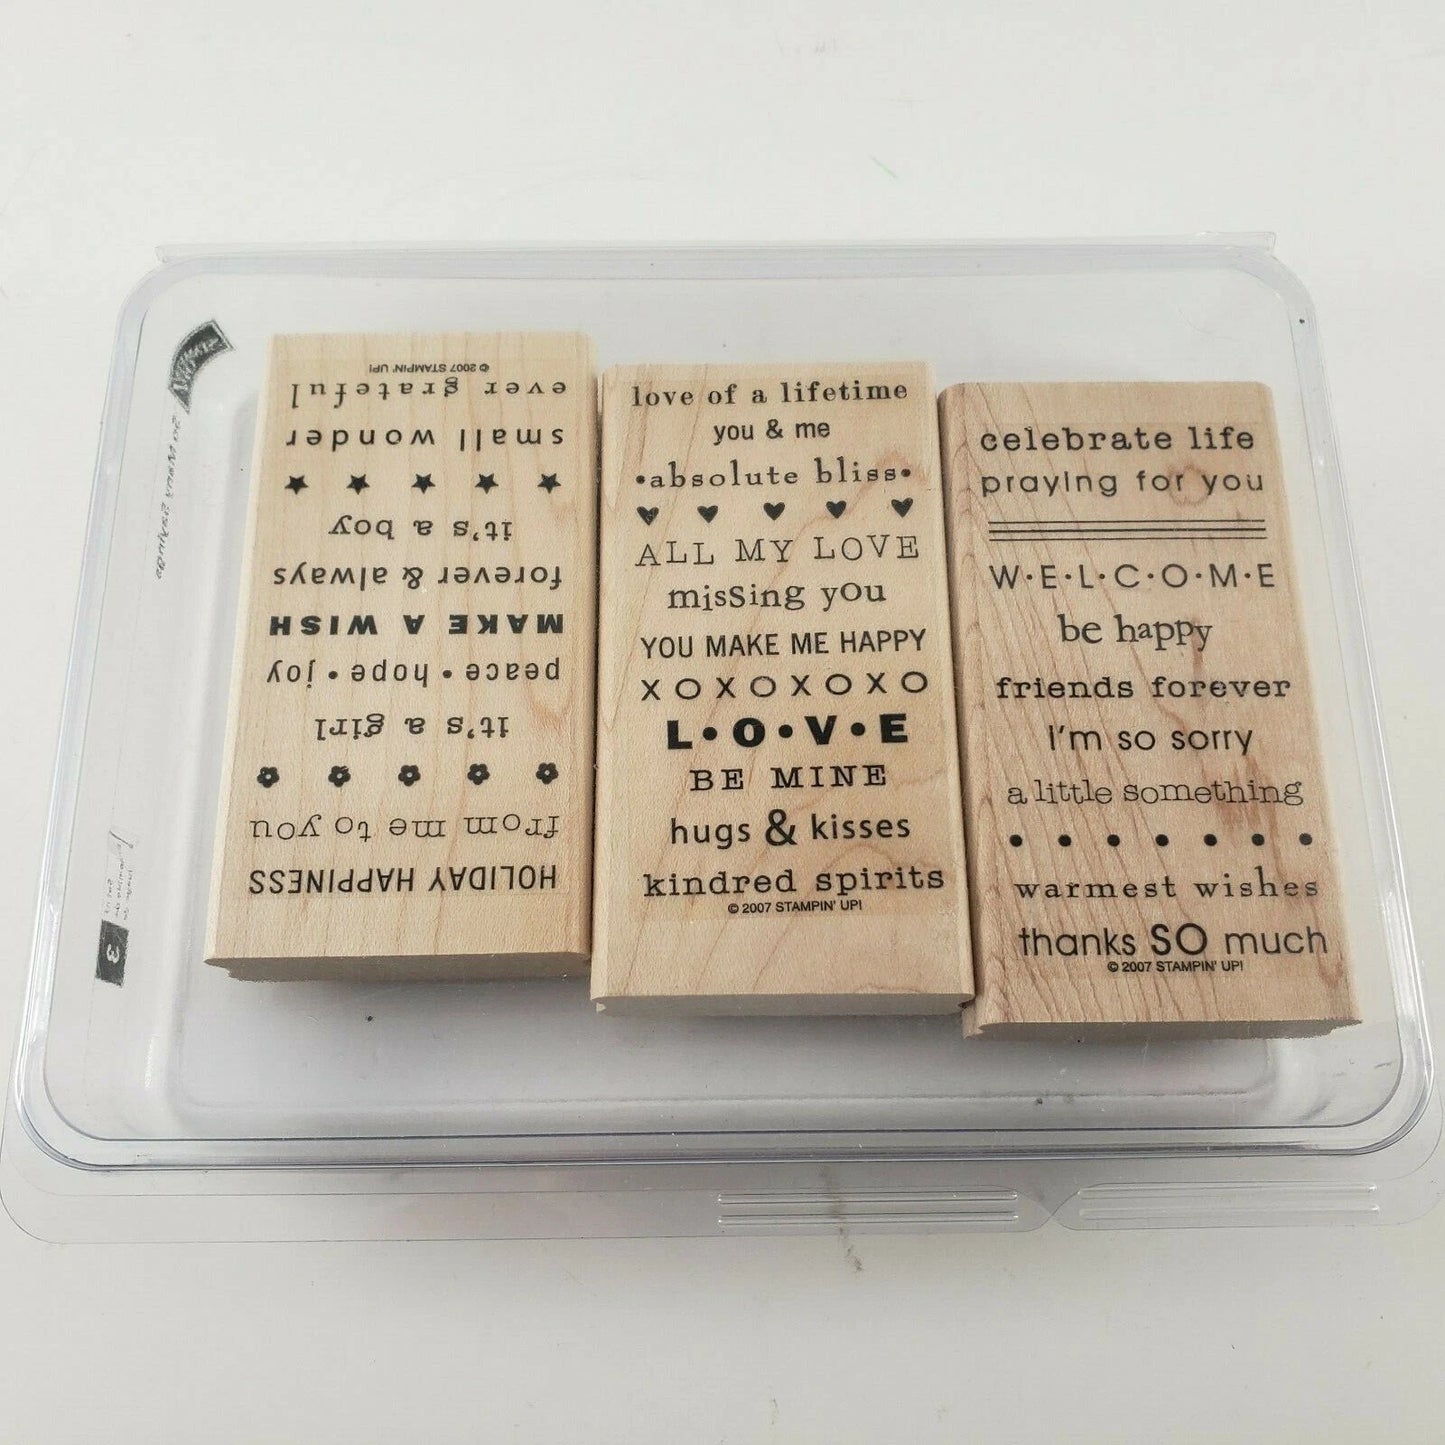 HOLIDAY HAPPINESS
from me to you
it's a girl
peace • hope • joy
MAKE A WISH
forever & always
it's a boy
small wonder
ever grateful
© 2007 STAMPIN' UP!
love of a lifetime
you & me
•absolute bliss•
ALL MY LOVE
misSing you
YOU MAKE ME HAPPY
XOXOXOXO
L•O•V•E
BE MINE
hugs & kisses
kindred spirits
© 2007 STAMPIN' UP!
celebrate life
praying for you
W·E·L·C·O·M·E
be happy
friends forever
I'm so sorry
a little something
warmest wishes
thanks SO much
© 2007 STAMPIN' UP!
3